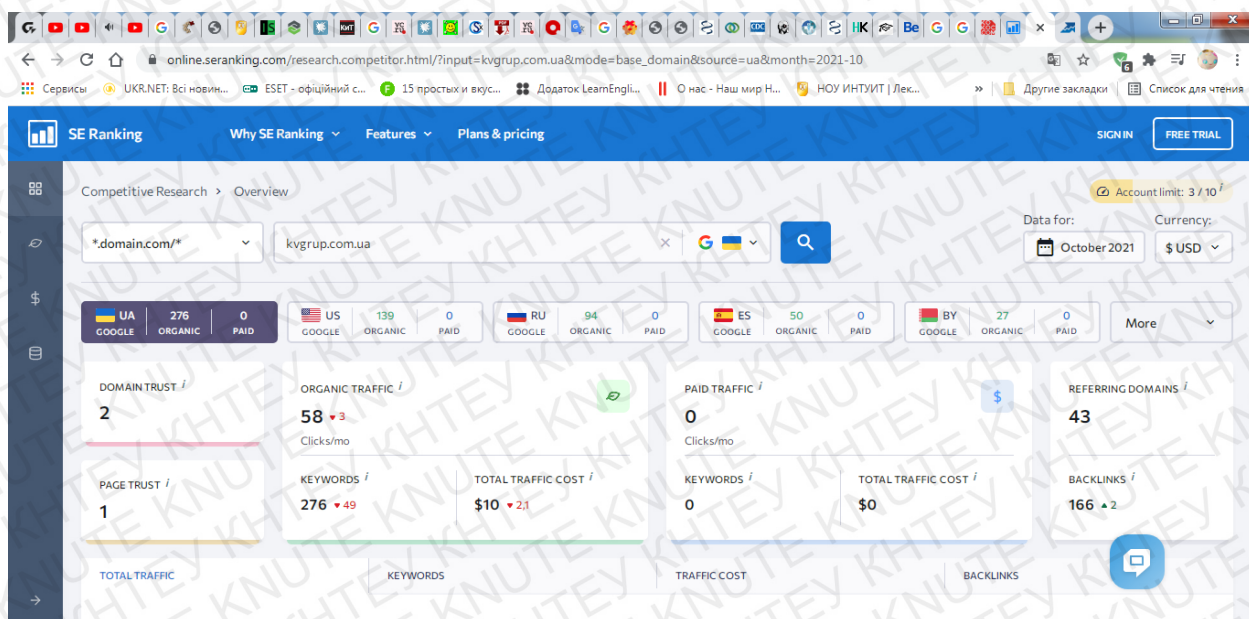 online.seranking.com/research.competitor.html/?input=kvgrup.com.ua&mode=base_domain&source=ua&month=2021-10
Сервисы UKR.NET: Всі новин... ESET - офіційний с... 15 простых и вкус... Додаток LearnEngli... О нас - Наш мир Н... НОУ ИНТУИТ | Лек... » Другие закладки Список для чтения
SE Ranking Why SE Ranking Features Plans & pricing SIGN IN FREE TRIAL
Competitive Research > Overview
Account limit: 3 / 10 i
Data for: Currency:
*.domain.com/* kvgrup.com.ua October 2021 $ USD
UA 276 0 US 139 0 RU 94 0 ES 50 0 BY 27 0 More
GOOGLE ORGANIC PAID GOOGLE ORGANIC PAID GOOGLE ORGANIC PAID GOOGLE ORGANIC PAID GOOGLE ORGANIC PAID
DOMAIN TRUST i ORGANIC TRAFFIC i PAID TRAFFIC i REFERRING DOMAINS i
2 58 ▾ 3 0 43
Clicks/mo Clicks/mo
PAGE TRUST i KEYWORDS i TOTAL TRAFFIC COST i KEYWORDS i TOTAL TRAFFIC COST i BACKLINKS i
1 276 ▾ 49 $10 ▾ 2,1 0 $0 166 ▴ 2
TOTAL TRAFFIC KEYWORDS TRAFFIC COST BACKLINKS